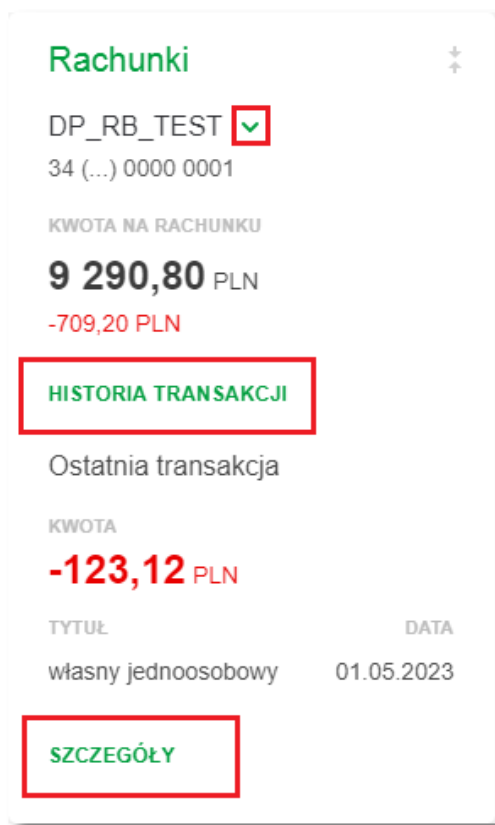 Rachunki
DP_RB_TEST
34 (...) 0000 0001
KWOTA NA RACHUNKU
9 290,80 PLN
-709,20 PLN
HISTORIA TRANSAKCJI
Ostatnia transakcja
KWOTA
-123,12 PLN
TYTUŁ DATA
własny jednoosobowy 01.05.2023
SZCZEGÓŁY